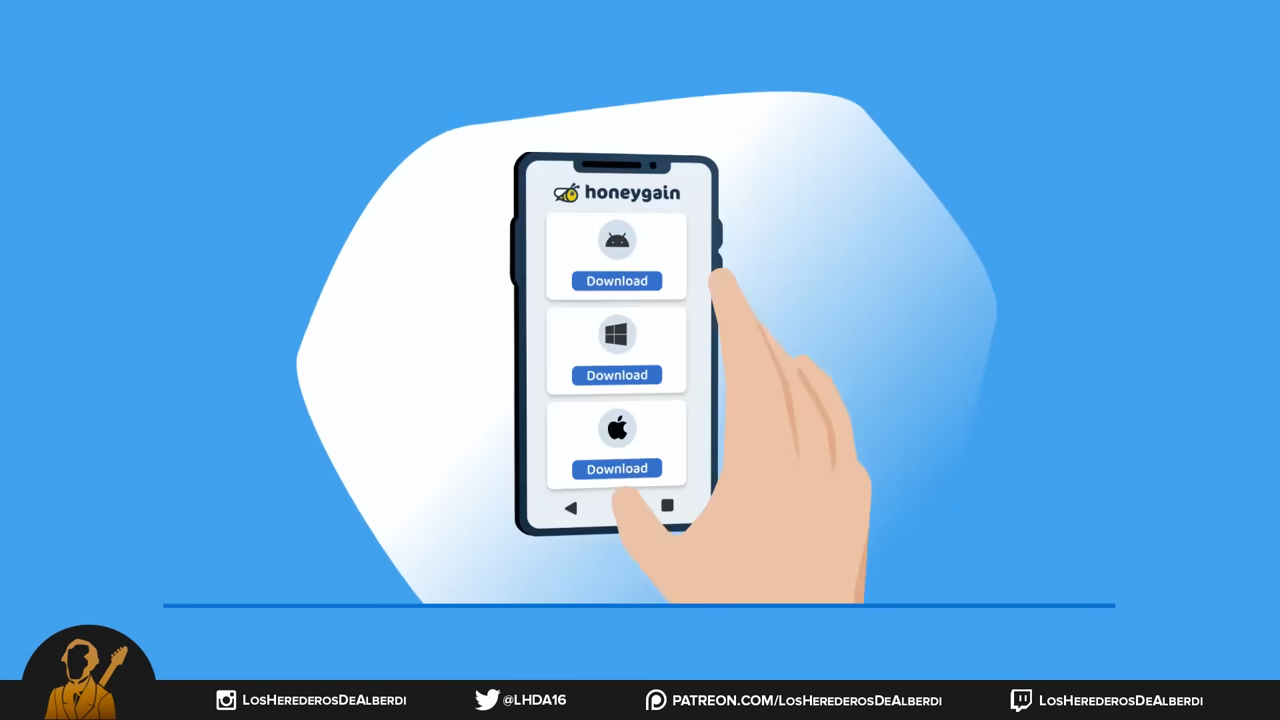 honeygain
Download
Download
Download
LosHerederosDeAlberdi
@LHDA16
patreon.com/LosHerederosDeAlberdi
LosHerederosDeAlberdi